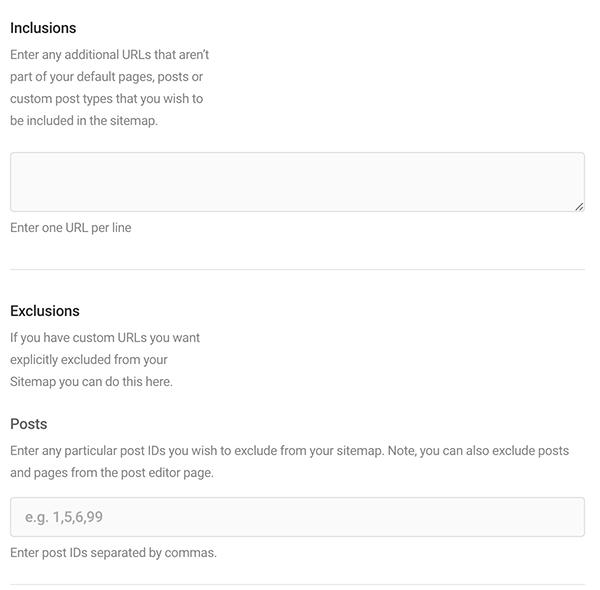 Inclusions
Enter any additional URLs that aren't
part of your default pages, posts or
custom post types that you wish to
be included in the sitemap.
Enter one URL per line
Exclusions
If you have custom URLs you want
explicitly excluded from your
Sitemap you can do this here.
Posts
Enter any particular post IDs you wish to exclude from your sitemap. Note, you can also exclude posts
and pages from the post editor page.
e.g. 1,5,6,99
Enter post IDs separated by commas.